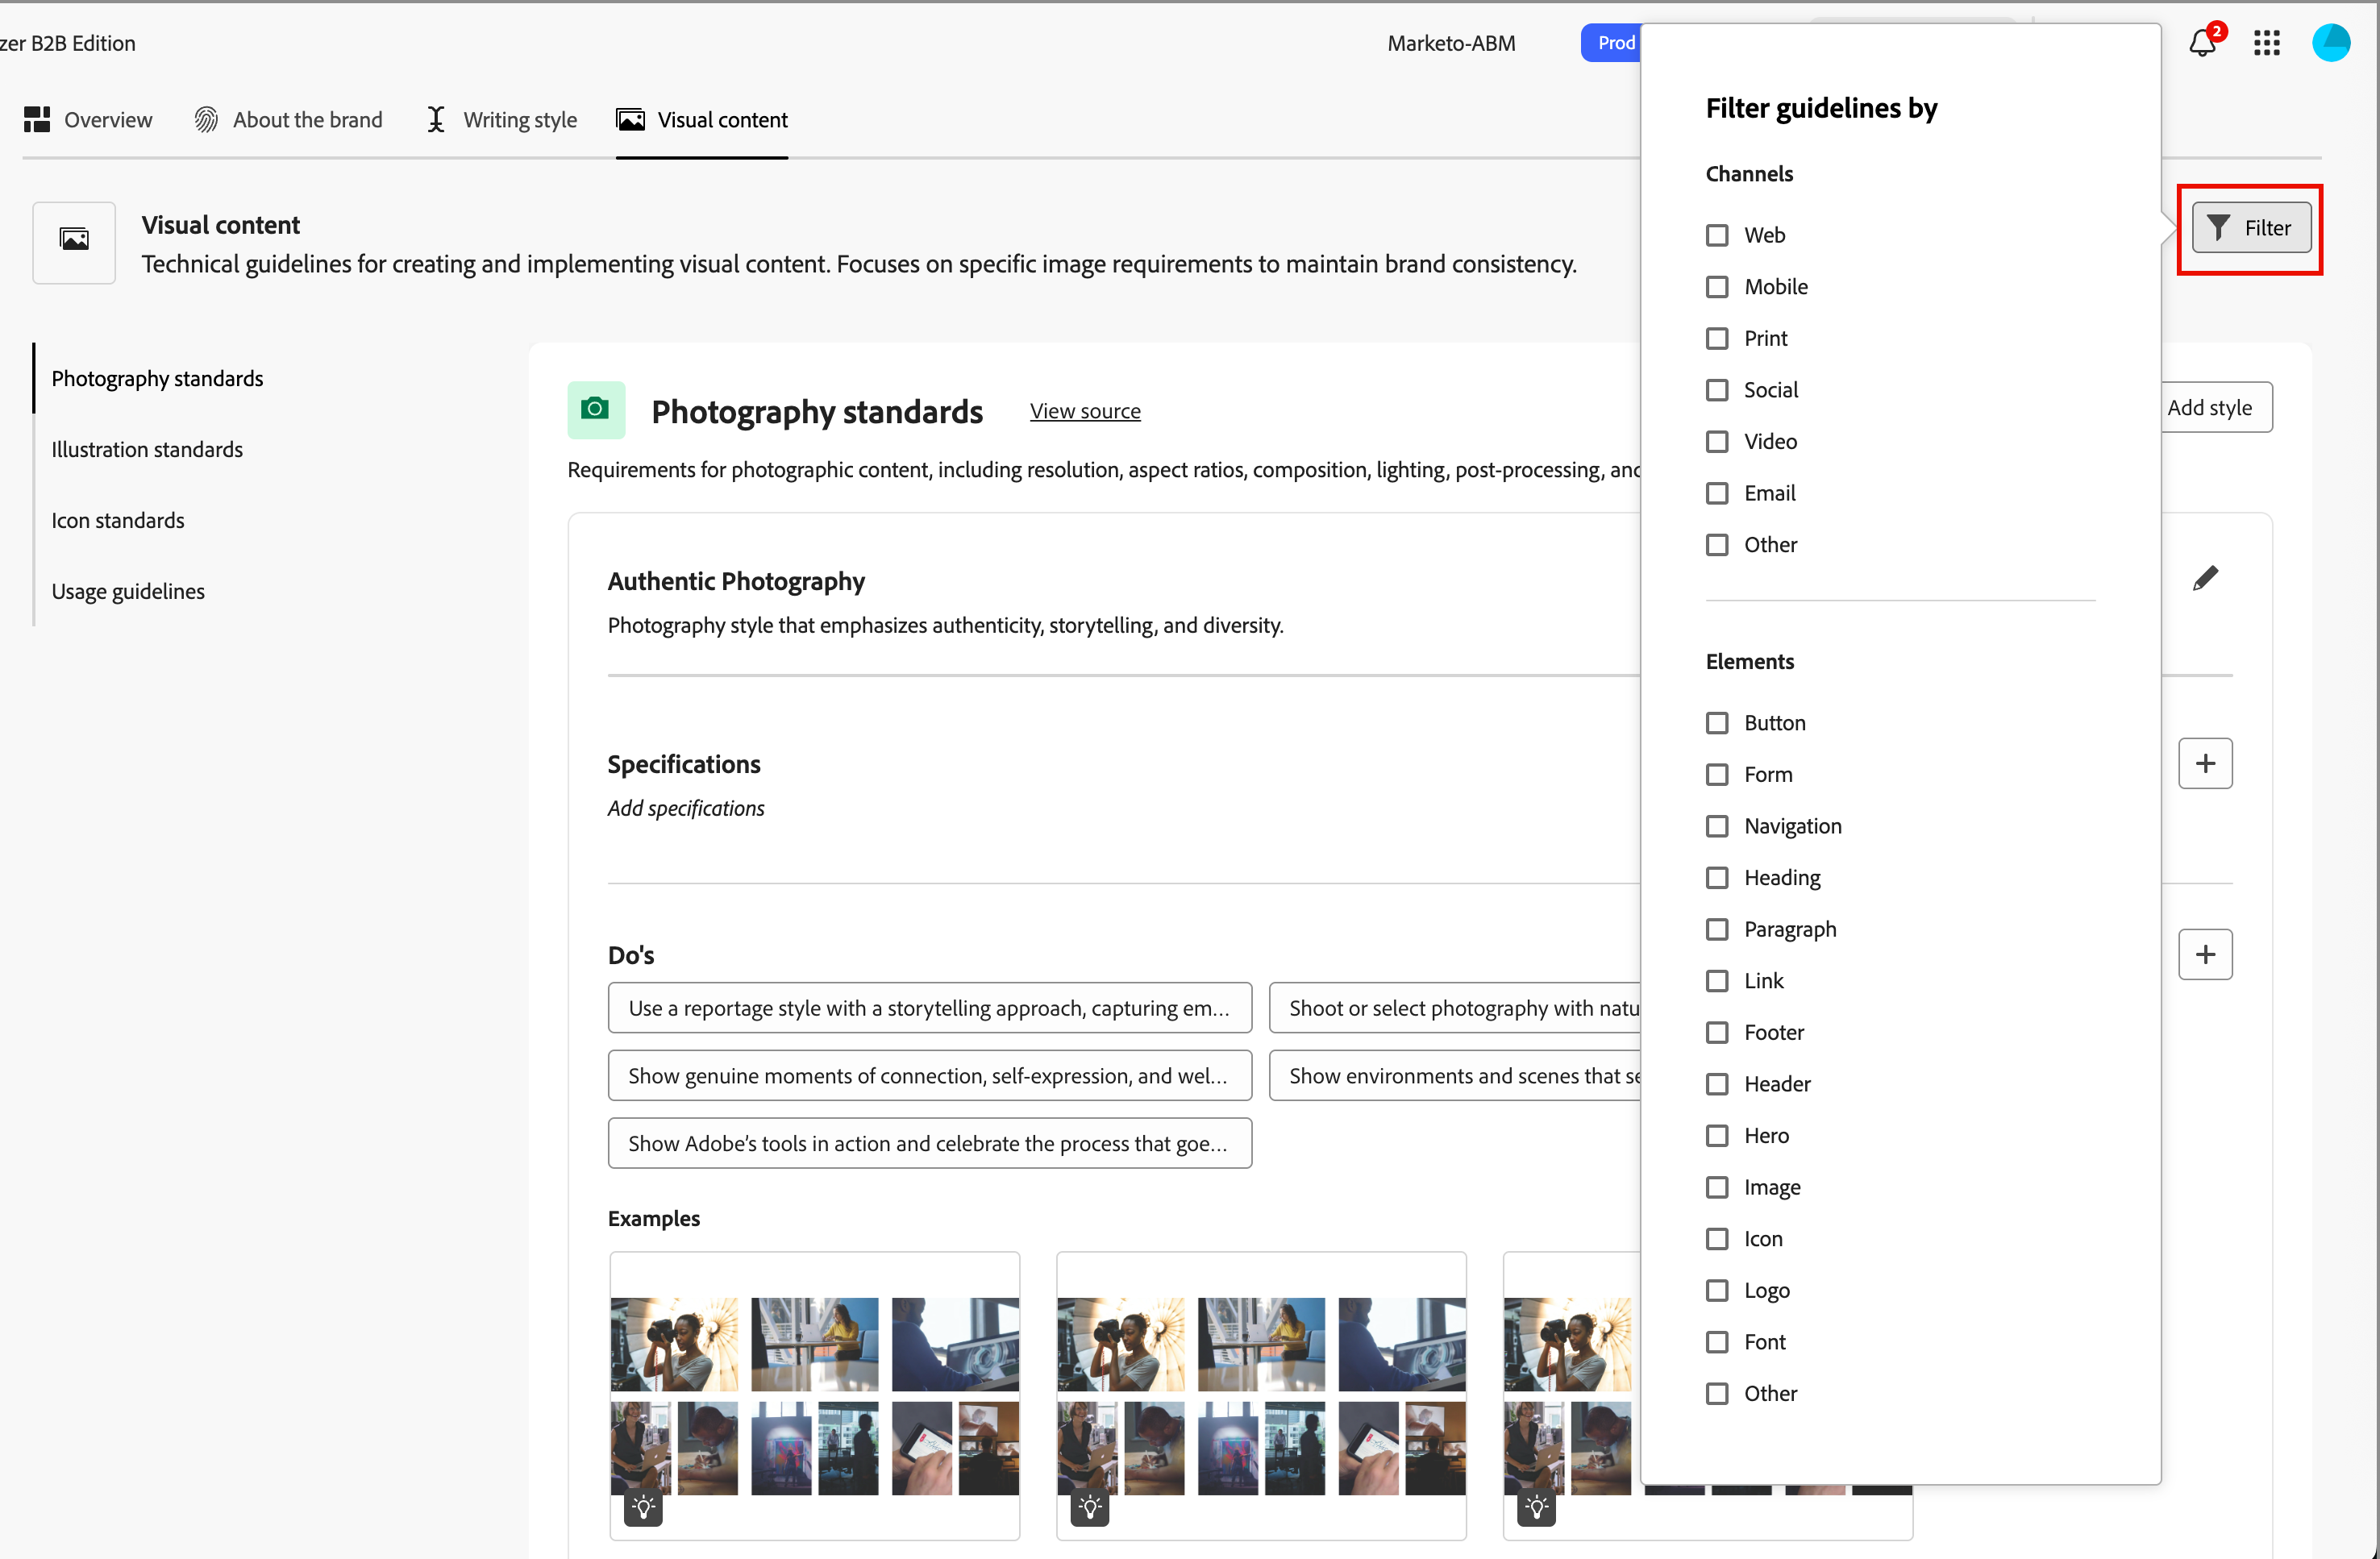 zer B2B Edition
Marketo-ABM
Prod
2
Overview
About the brand
Writing style
Visual content
Visual content
Technical guidelines for creating and implementing visual content. Focuses on specific image requirements to maintain brand consistency.
Filter
Photography standards
Illustration standards
Icon standards
Usage guidelines
Photography standards
View source
Add style
Requirements for photographic content, including resolution, aspect ratios, composition, lighting, post-processing, and
Authentic Photography
Photography style that emphasizes authenticity, storytelling, and diversity.
Specifications
Add specifications
Do's
Use a reportage style with a storytelling approach, capturing em...
Shoot or select photography with natu
Show genuine moments of connection, self-expression, and wel...
Show environments and scenes that se
Show Adobe’s tools in action and celebrate the process that goe...
Examples
Filter guidelines by
Channels
Web
Mobile
Print
Social
Video
Email
Other
Elements
Button
Form
Navigation
Heading
Paragraph
Link
Footer
Header
Hero
Image
Icon
Logo
Font
Other